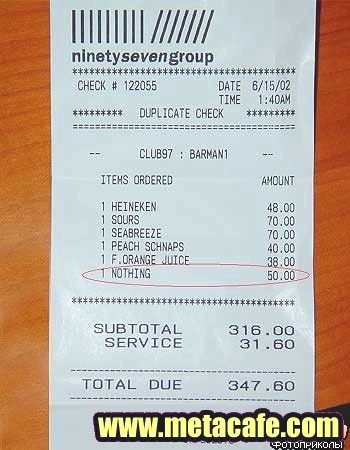 ninetysevengroup
*********************************
CHECK # 122055 DATE 6/15/02
TIME 1:40AM
********* DUPLICATE CHECK *********
-- CLUB97 : BARMAN1 --
ITEMS ORDERED AMOUNT
1 HEINEKEN 48.00
1 SOURS 70.00
1 SEABREEZE 70.00
1 PEACH SCHNAPS 40.00
1 F.ORANGE JUICE 38.00
1 NOTHING 50.00
*********************************
SUBTOTAL 316.00
SERVICE 31.60
TOTAL DUE 347.60
www.metacafe.com
Фотоприколы